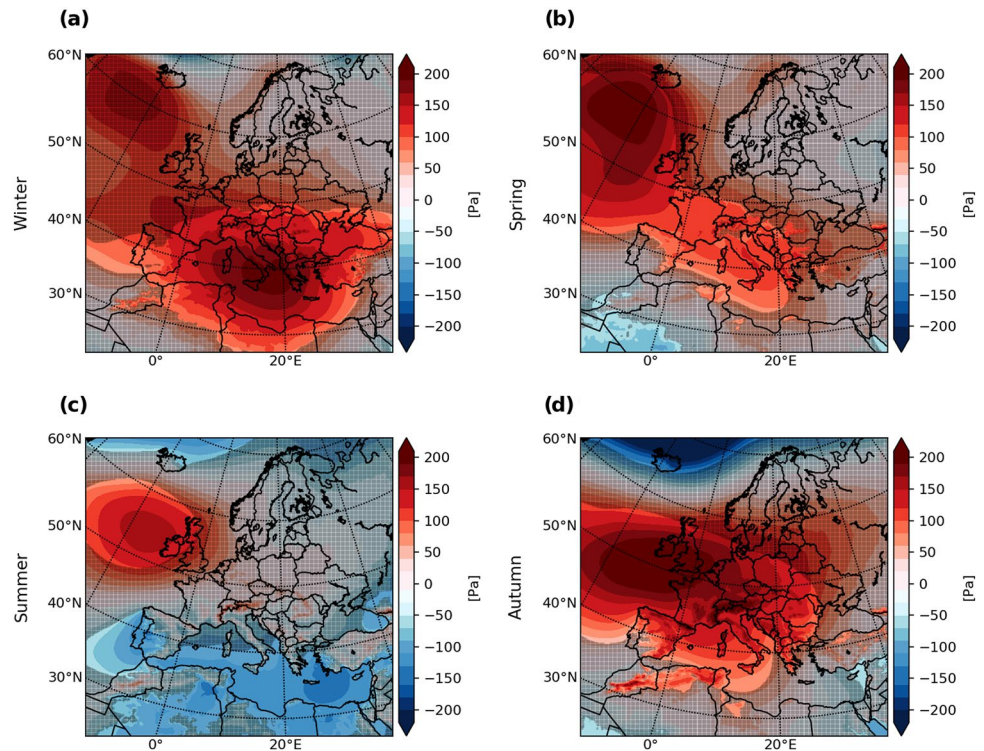 (a)
(b)
60°N
50°N
40°N
30°N
0°
20°E
Winter
200
150
100
50
0
−50
−100
−150
−200
[Pa]
60°N
50°N
40°N
30°N
0°
20°E
Spring
200
150
100
50
0
−50
−100
−150
−200
[Pa]
(c)
(d)
60°N
50°N
40°N
30°N
0°
20°E
Summer
200
150
100
50
0
−50
−100
−150
−200
[Pa]
60°N
50°N
40°N
30°N
0°
20°E
Autumn
200
150
100
50
0
−50
−100
−150
−200
[Pa]